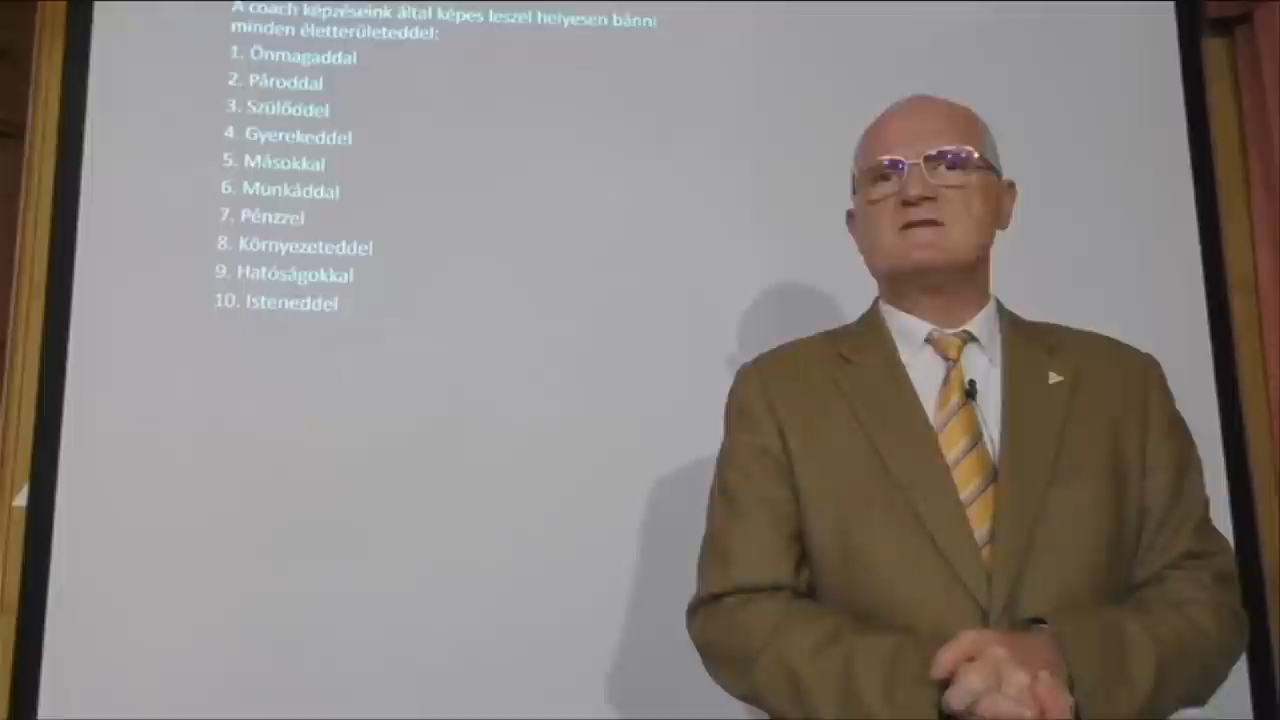 A coach képzéseink által képes leszel helyesen bánni
minden életterületeddel:
1. Önmagaddal
2. Pároddal
3. Szülőddel
4. Gyerekeddel
5. Másokkal
6. Munkáddal
7. Pénzzel
8. Környezeteddel
9. Hatóságokkal
10. Isteneddel